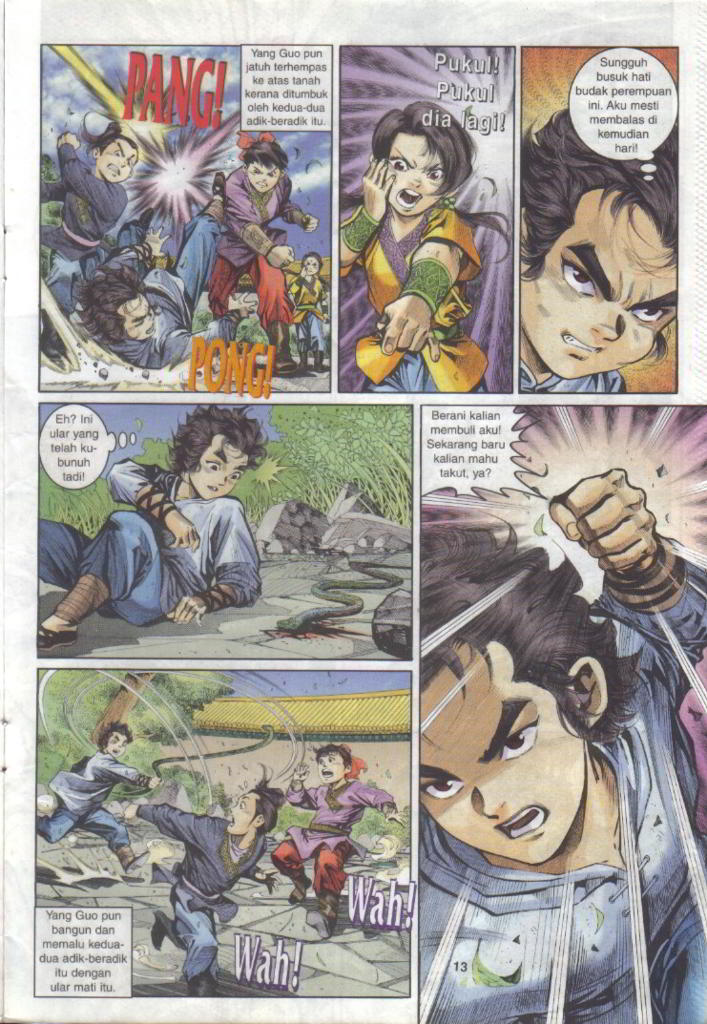 PANG!
Yang Guo pun
jatuh terhempas
ke atas tanah
kerana ditumbuk
oleh kedua-dua
adik-beradik itu.
PONG!
Pukul!
Pukul
dia lagi!
Sungguh
busuk hati
budak perempuan
ini. Aku mesti
membalas di
kemudian
hari!
Eh? Ini
ular yang
telah ku-
bunuh
tadi!
Yang Guo pun
bangun dan
memalu kedua-
dua adik-beradik
itu dengan
ular mati itu.
Wah!
Wah!
Berani kalian
membuli aku!
Sekarang baru
kalian mahu
takut, ya?
13